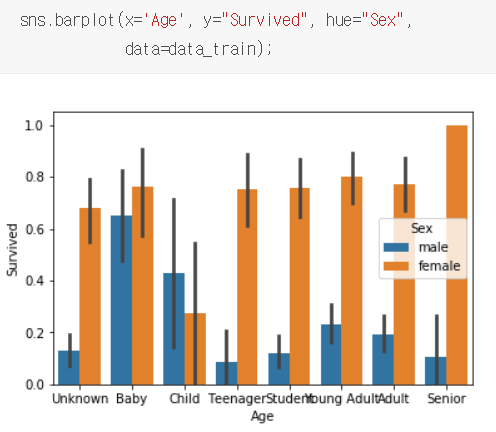 sns.barplot(x='Age', y="Survived", hue="Sex",
data=data_train);
1.0
0.8
0.6
0.4
0.2
0.0
Survived
Sex
male
female
Unknown Baby Child Teenager Student Young Adult Adult Senior
Age